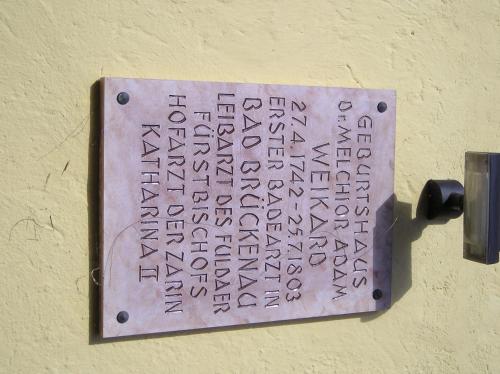 GEBURTSHAUS
Dr. MELCHIOR ADAM
WEIKARD
27.4.1742 25.7.1803
ERSTER BADEARZT IN
BAD BRÜCKENAU
LEIBARZT DES FULDAER
FÜRSTBISCHOFS
HOFARZT DER ZARIN
KATHARINA II